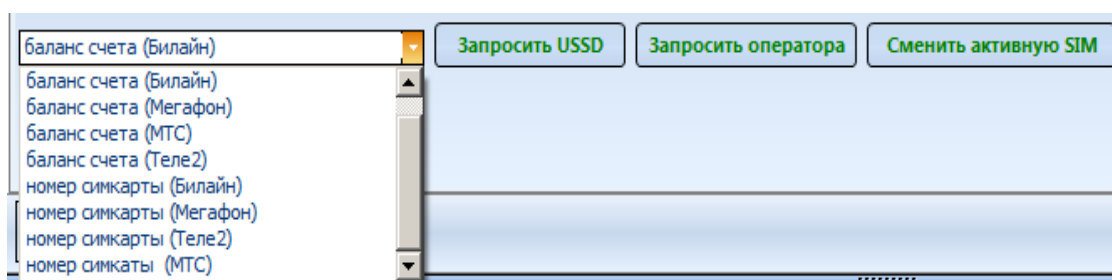 баланс счета (Билайн) Запросить USSD Запросить оператора Сменить активную SIM
баланс счета (Билайн)
баланс счета (Мегафон)
баланс счета (МТС)
баланс счета (Теле2)
номер симкарты (Билайн)
номер симкарты (Мегафон)
номер симкарты (Теле2)
номер симкаты (МТС)